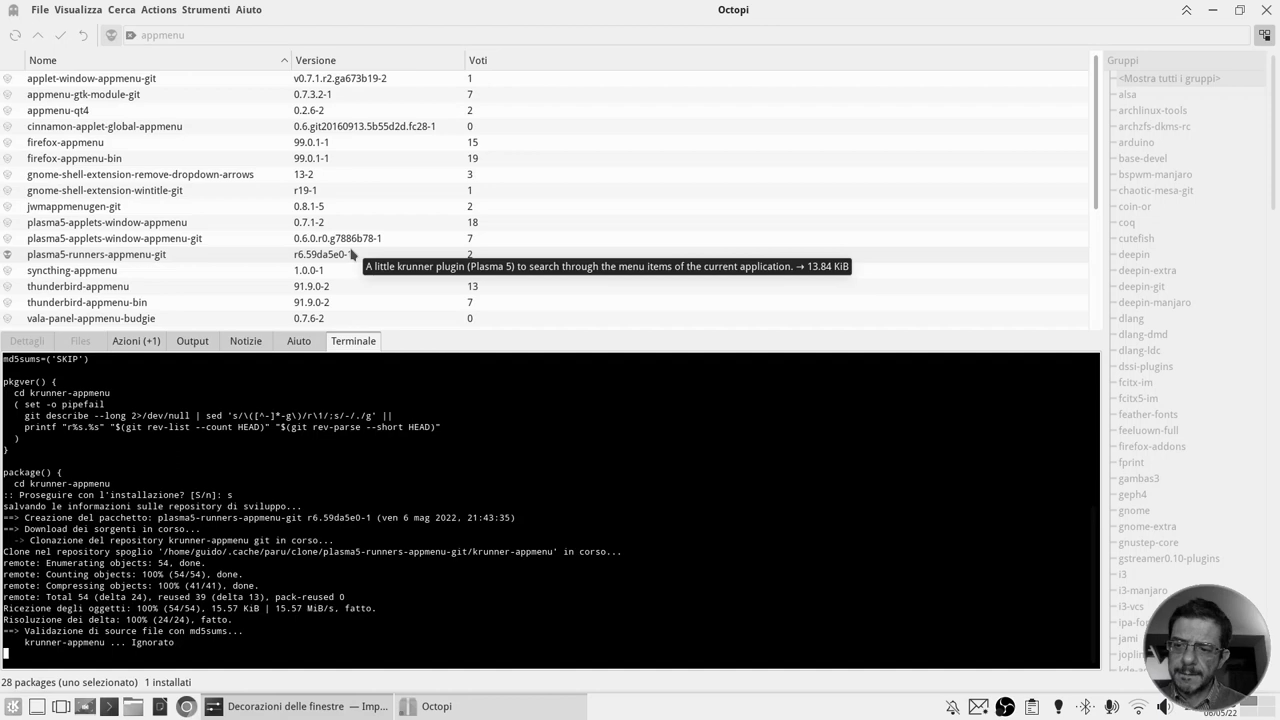 File Visualizza Cerca Azioni Strumenti Aiuto
Octopi
appmenu
Nome Versione Voti
applet-window-appmenu-git v0.7.1.r2.ga673b19-2 1
appmenu-gtk-module-git 0.7.3.2-1 7
appmenu-qt4 0.2.6-2 2
cinnamon-applet-global-appmenu 0.6.git20160913.5b55d2d.fc28-1 0
firefox-appmenu 99.0.1-1 15
firefox-appmenu-bin 99.0.1-1 19
gnome-shell-extension-remove-dropdown-arrows 13-2 3
gnome-shell-extension-wintitle-git r19-1 1
jwmappmenugen-git 0.8.1-5 2
plasma5-applets-window-appmenu 0.7.1-2 18
plasma5-applets-window-appmenu-git 0.6.0.r0.g7886b78-1 7
plasma5-runners-appmenu-git r6.59da5e0- 2
A little krunner plugin (Plasma 5) to search through the menu items of the current application. → 13.84 KiB
syncthing-appmenu 1.0.0-1
thunderbird-appmenu 91.9.0-2 13
thunderbird-appmenu-bin 91.9.0-2 7
vala-panel-appmenu-budgie 0.7.6-2 0
Gruppi
<Mostra tutti i gruppi>
alsa
archlinux-tools
archzfs-dkms-rc
arduino
base-devel
bspwm-manjaro
chaotic-mesa-git
coin-or
coq
cutefish
deepin
deepin-extra
deepin-git
deepin-manjaro
dlang
dlang-dmd
dlang-ldc
dssi-plugins
fcitx-im
fcitx5-im
feather-fonts
feeluown-full
firefox-addons
fprint
gambas3
geph4
gnome
gnome-extra
gnustep-core
gstreamer0.10-plugins
i3
i3-manjaro
i3-vcs
ipa-fo
jami
joplin
Dettagli Files Azioni (+1) Output Notizie Aiuto Terminale
md5sums=('SKIP')
pkgver() {
cd krunner-appmenu
( set -o pipefail
git describe --long 2>/dev/null | sed 's/\([^-]*-g\)/r\1/;s/-/./g' ||
printf "r%s.%s" "$(git rev-list --count HEAD)" "$(git rev-parse --short HEAD)"
)
}
package() {
cd krunner-appmenu
:: Proseguire con l'installazione? [S/n]: s
salvando le informazioni sulle repository di sviluppo...
==> Creazione del pacchetto: plasma5-runners-appmenu-git r6.59da5e0-1 (ven 6 mag 2022, 21:43:35)
==> Download dei sorgenti in corso...
-> Clonazione del repository krunner-appmenu git in corso...
Clone nel repository spoglio '/home/guido/.cache/paru/clone/plasma5-runners-appmenu-git/krunner-appmenu' in corso...
remote: Enumerating objects: 54, done.
remote: Counting objects: 100% (54/54), done.
remote: Compressing objects: 100% (41/41), done.
remote: Total 54 (delta 24), reused 39 (delta 13), pack-reused 0
Ricezione degli oggetti: 100% (54/54), 15.57 KiB | 15.57 MiB/s, fatto.
Risoluzione dei delta: 100% (24/24), fatto.
==> Validazione di source file con md5sums...
krunner-appmenu ... Ignorato
28 packages (uno selezionato) 1 installati
Decorazioni delle finestre — Imp...
Octopi
06/05/22